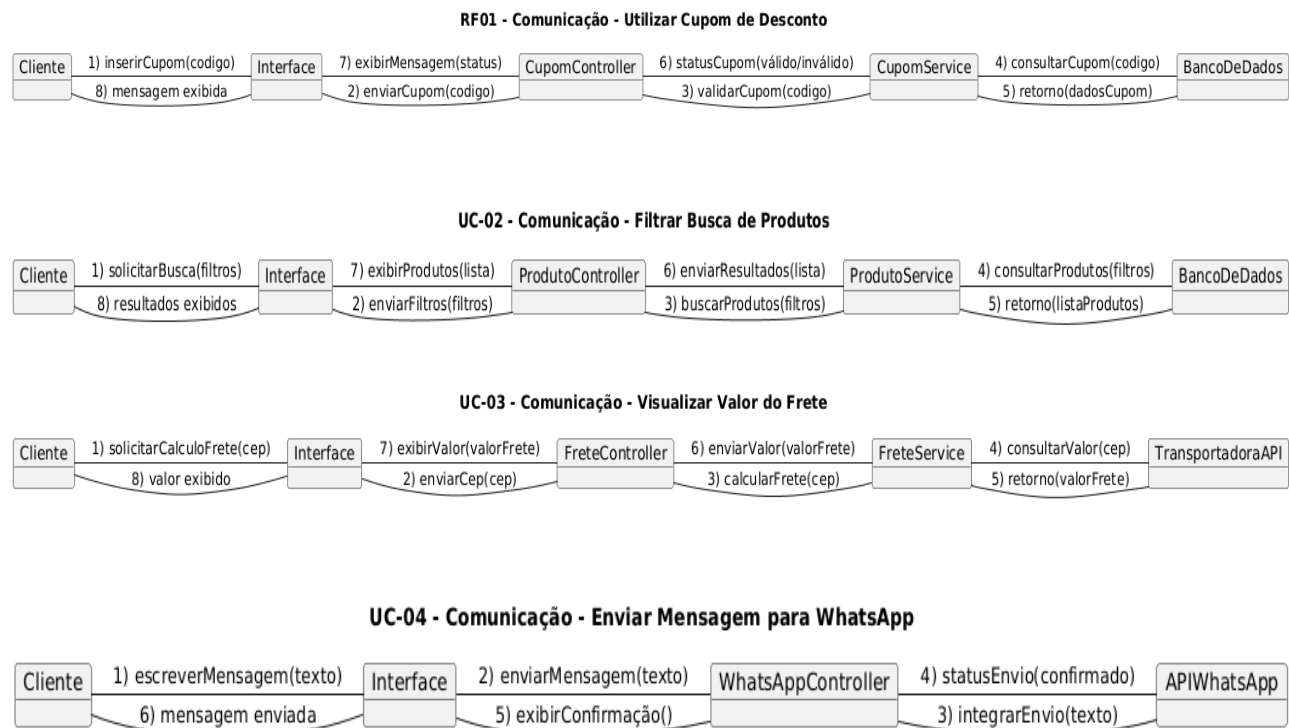 RF01 - Comunicação - Utilizar Cupom de Desconto
Cliente 1) inserirCupom(codigo) Interface 7) exibirMensagem(status) CupomController 6) statusCupom(válido/inválido) CupomService 4) consultarCupom(codigo) BancoDeDados
8) mensagem exibida 2) enviarCupom(codigo) 3) validarCupom(codigo) 5) retorno(dadosCupom)
UC-02 - Comunicação - Filtrar Busca de Produtos
Cliente 1) solicitarBusca(filtros) Interface 7) exibirProdutos(lista) ProdutoController 6) enviarResultados(lista) ProdutoService 4) consultarProdutos(filtros) BancoDeDados
8) resultados exibidos 2) enviarFiltros(filtros) 3) buscarProdutos(filtros) 5) retorno(listaProdutos)
UC-03 - Comunicação - Visualizar Valor do Frete
Cliente 1) solicitarCalculoFrete(cep) Interface 7) exibirValor(valorFrete) FreteController 6) enviarValor(valorFrete) FreteService 4) consultarValor(cep) TransportadoraAPI
8) valor exibido 2) enviarCep(cep) 3) calcularFrete(cep) 5) retorno(valorFrete)
UC-04 - Comunicação - Enviar Mensagem para WhatsApp
Cliente 1) escreverMensagem(texto) Interface 2) enviarMensagem(texto) WhatsAppController 4) statusEnvio(confirmado) APIWhatsApp
6) mensagem enviada 5) exibirConfirmação() 3) integrarEnvio(texto)